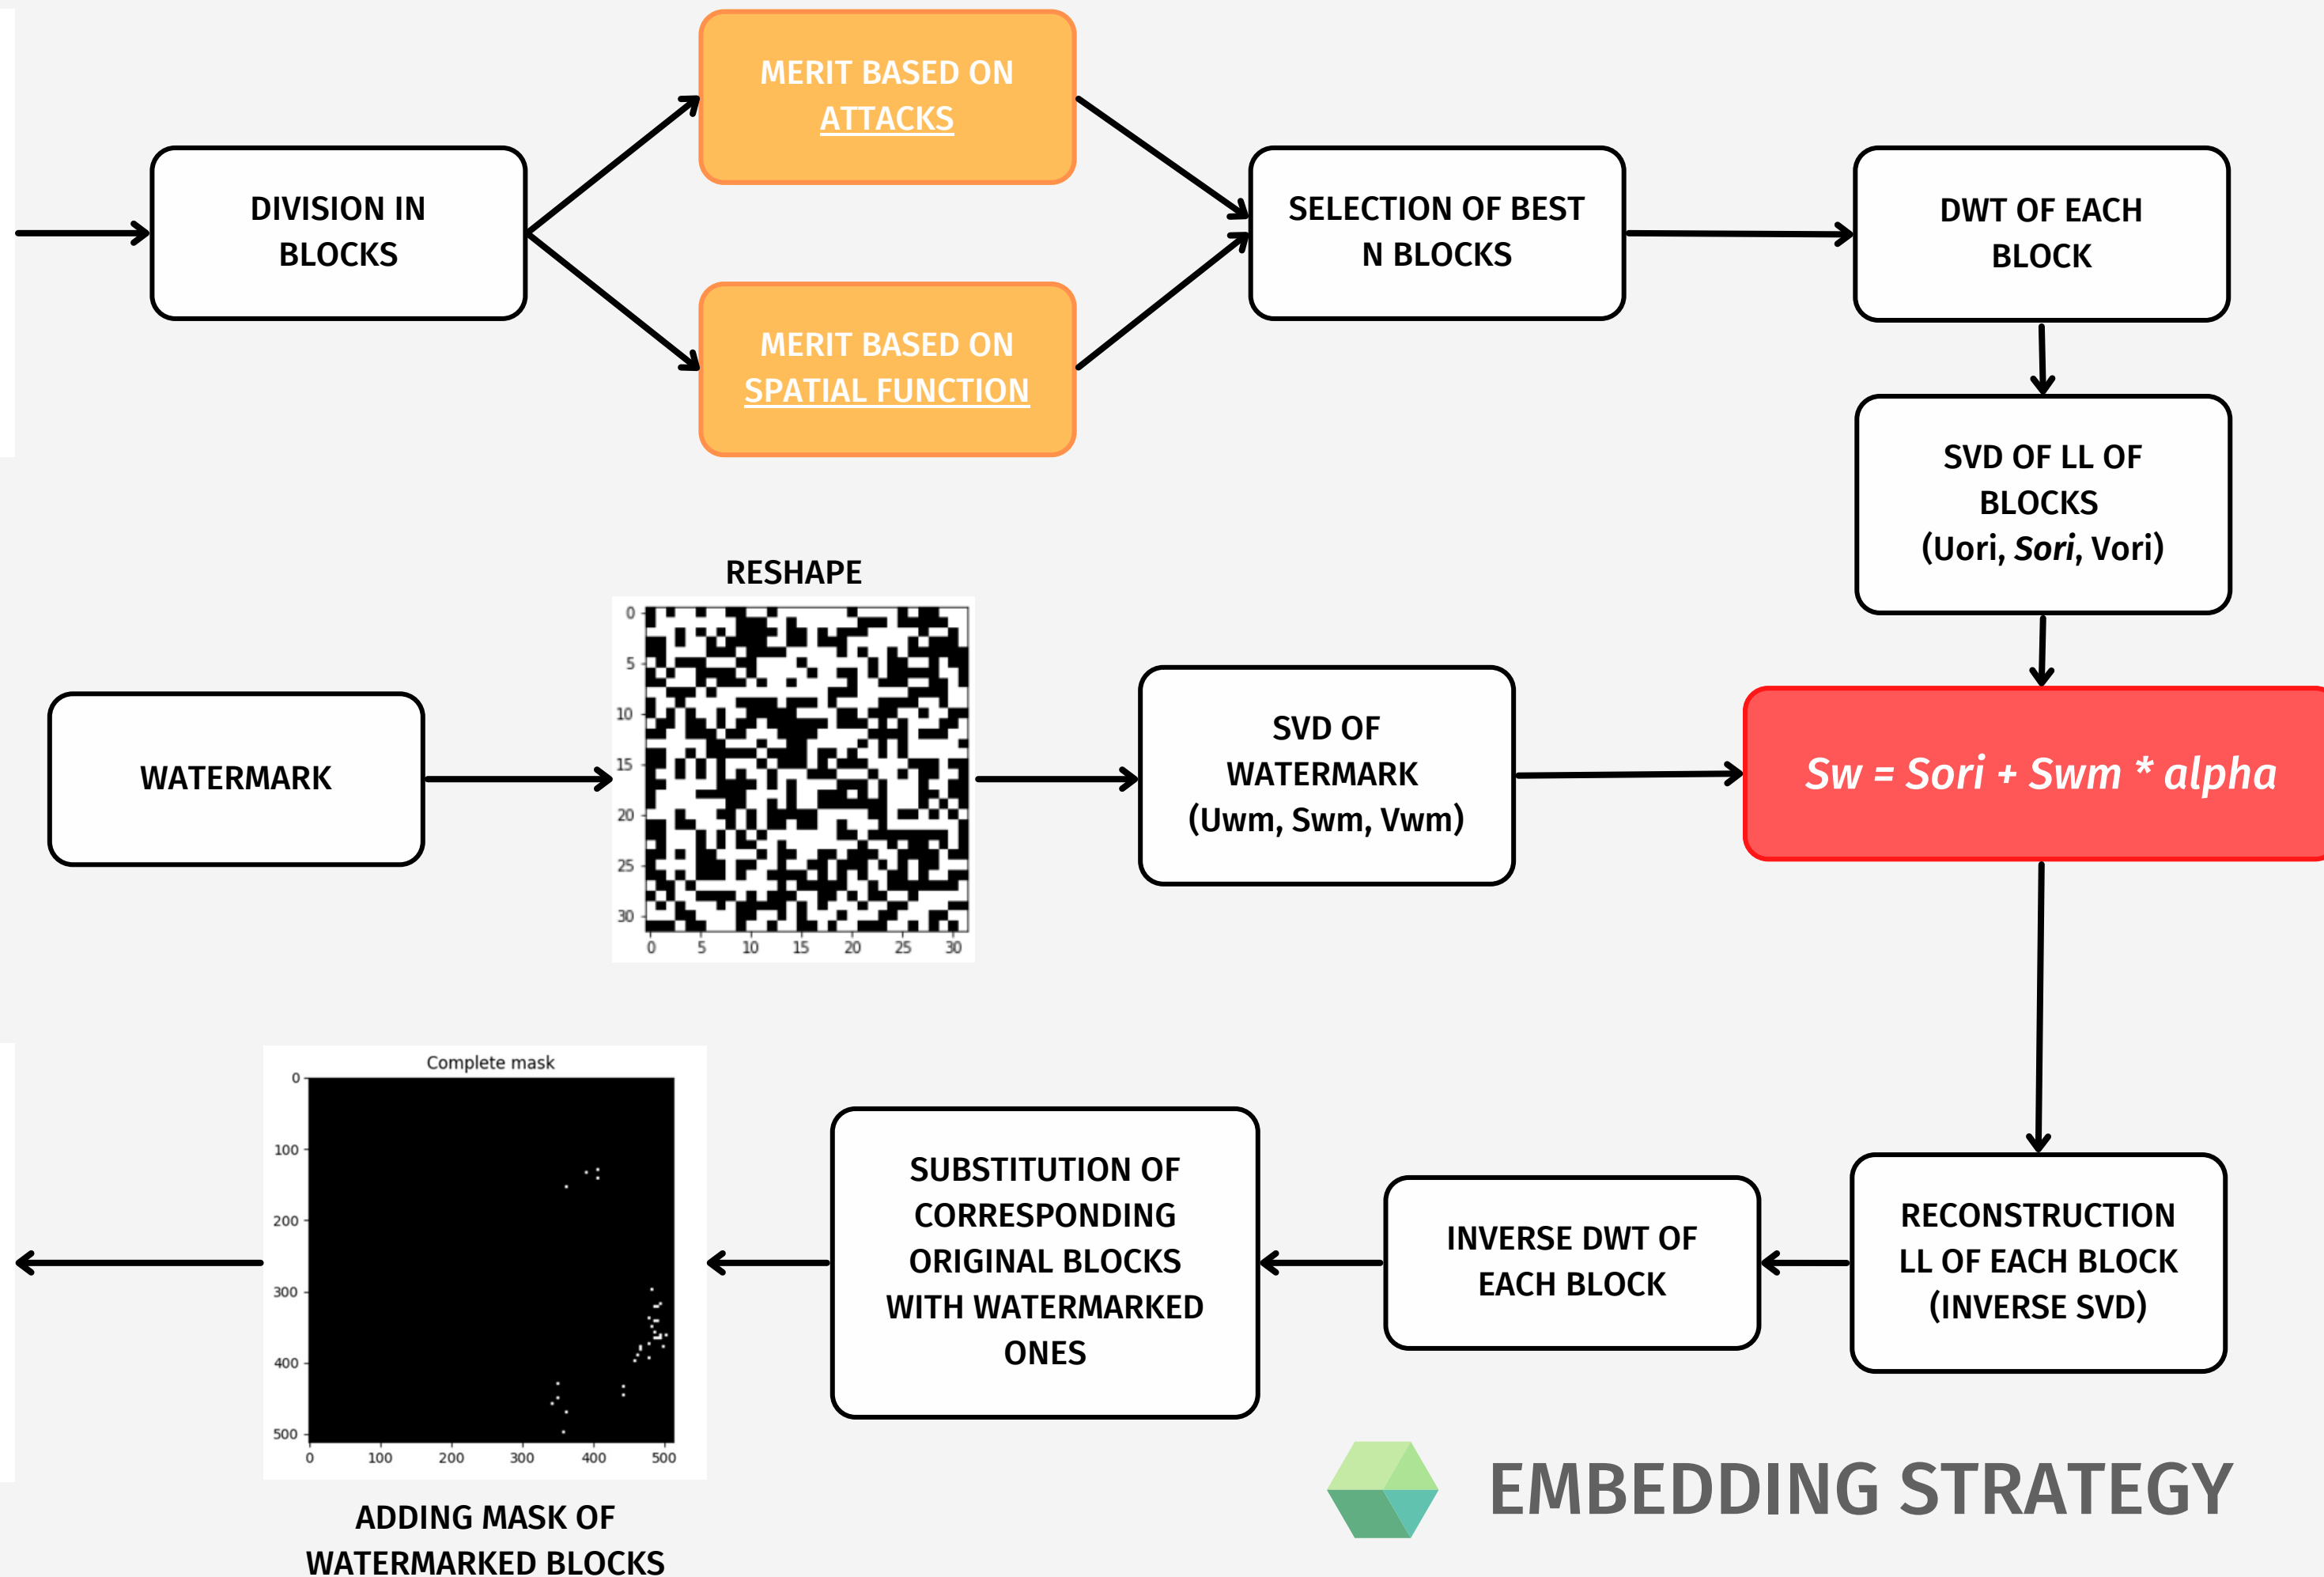 MERIT BASED ON
ATTACKS
DIVISION IN
BLOCKS
SELECTION OF BEST
N BLOCKS
DWT OF EACH
BLOCK
MERIT BASED ON
SPATIAL FUNCTION
SVD OF LL OF
BLOCKS
(Uori, Sori, Vori)
RESHAPE
0
5
10
15
20
25
30
0 5 10 15 20 25 30
WATERMARK
SVD OF
WATERMARK
(Uwm, Swm, Vwm)
Sw = Sori + Swm * alpha
Complete mask
0
100
200
300
400
500
0 100 200 300 400 500
ADDING MASK OF
WATERMARKED BLOCKS
SUBSTITUTION OF
CORRESPONDING
ORIGINAL BLOCKS
WITH WATERMARKED
ONES
INVERSE DWT OF
EACH BLOCK
RECONSTRUCTION
LL OF EACH BLOCK
(INVERSE SVD)
EMBEDDING STRATEGY